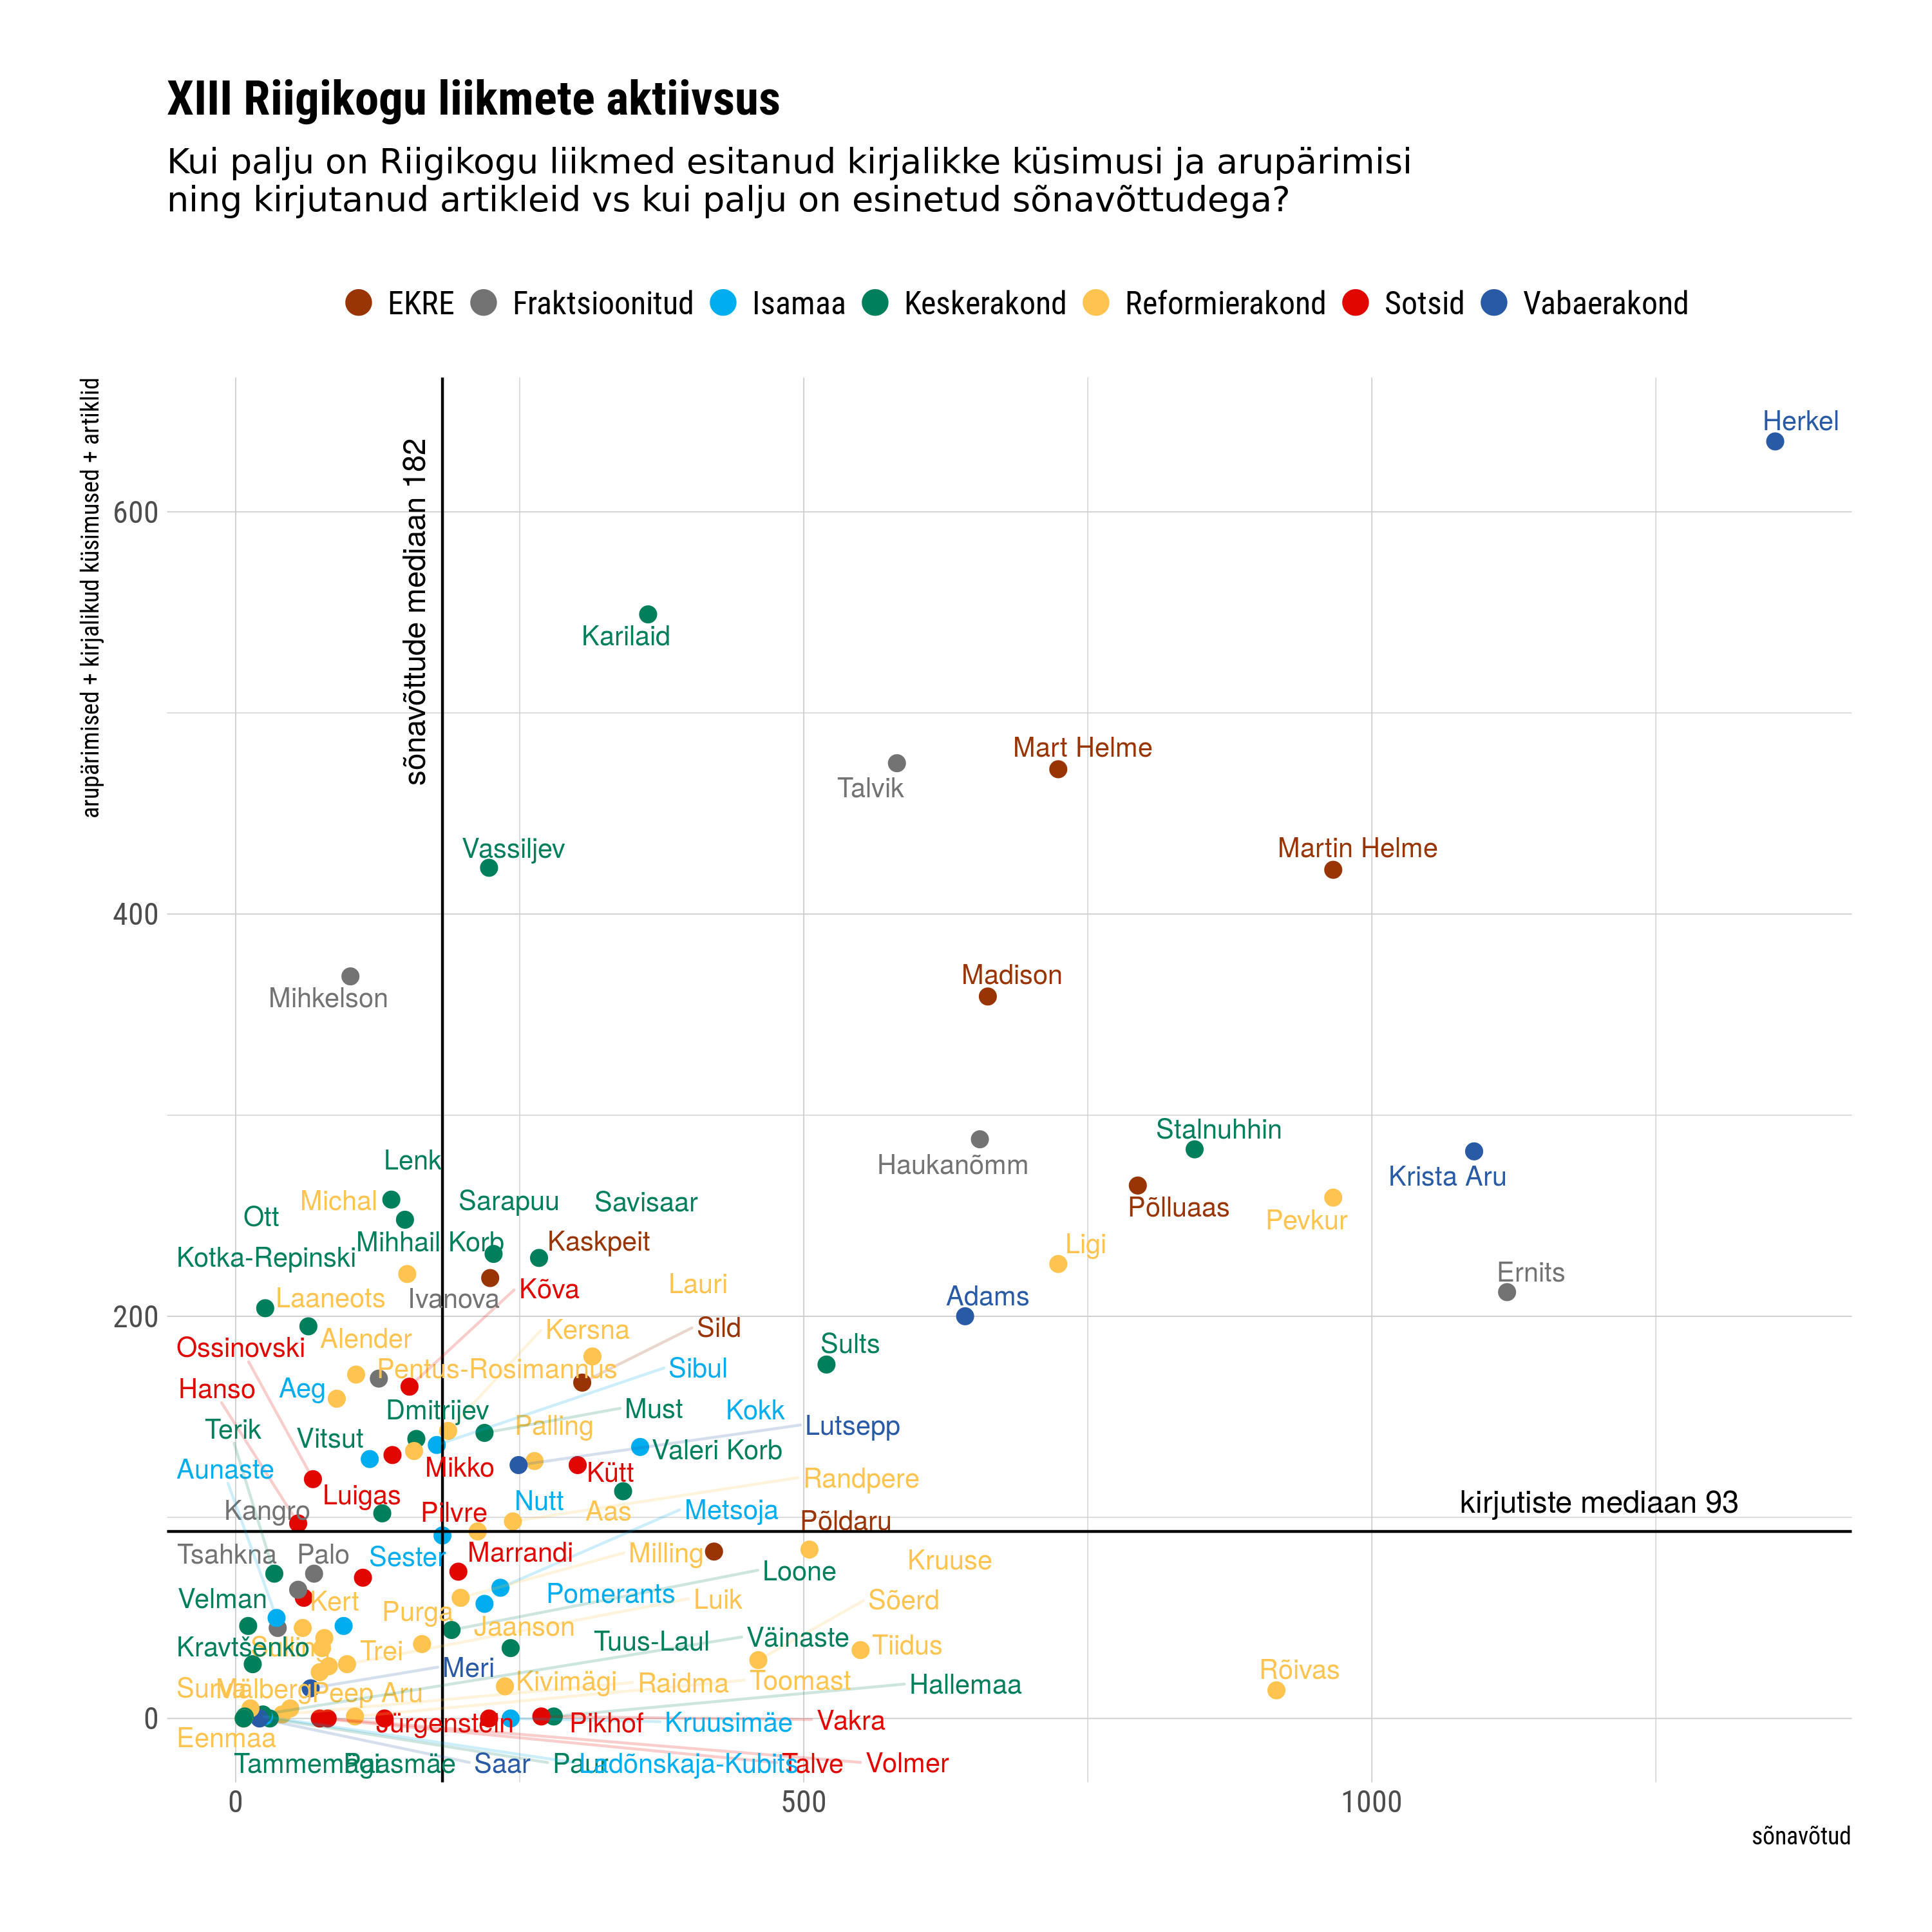 XIII Riigikogu liikmete aktiivsus
Kui palju on Riigikogu liikmed esitanud kirjalikke küsimusi ja arupärimisi
ning kirjutanud artikleid vs kui palju on esinetud sõnavõttudega?
EKRE Fraktsioonitud Isamaa Keskerakond Reformierakond Sotsid Vabaerakond
arupärimised + kirjalikud küsimused + artiklid
sõnavõttude mediaan 182
Herkel
600
Karilaid
Mart Helme
Talvik
Vassiljev
Martin Helme
400
Madison
Mihkelson
Stalnuhhin
Lenk
Haukanõmm
Krista Aru
Michal
Sarapuu
Savisaar
Põlluaas
Ott
Pevkur
Mihhail Korb
Kaskpeit
Ligi
Kotka-Repinski
Ernits
Lauri
Kõva
Laaneots
Ivanova
Adams
200
Kersna
Sild
Alender
Sults
Ossinovski
Pentus-Rosimannus
Sibul
Hanso
Aeg
Dmitrijev
Must
Kokk
Terik
Palling
Lutsepp
Vitsut
Valeri Korb
Aunaste
Mikko
Kütt
Randpere
Luigas
Nutt
kirjutiste mediaan 93
Kangro
Pilvre
Aas
Metsoja
Põldaru
Tsahkna
Palo
Sester
Marrandi
Milling
Kruuse
Loone
Velman
Kert
Pomerants
Luik
Sõerd
Purga
Jaanson
Kravtšenko
Trei
Tuus-Laul
Väinaste
Tiidus
Meri
Rõivas
Kivimägi
Raidma
Toomast
Hallemaa
Välberg
Peep Aru
0
Jürgenstein
Pikhof
Kruusimäe
Vakra
Eenmaa
Tammemägi
Paasmäe
Saar
Paur
Ladõnskaja-Kubits
Talve
Volmer
0 500 1000
sõnavõtud